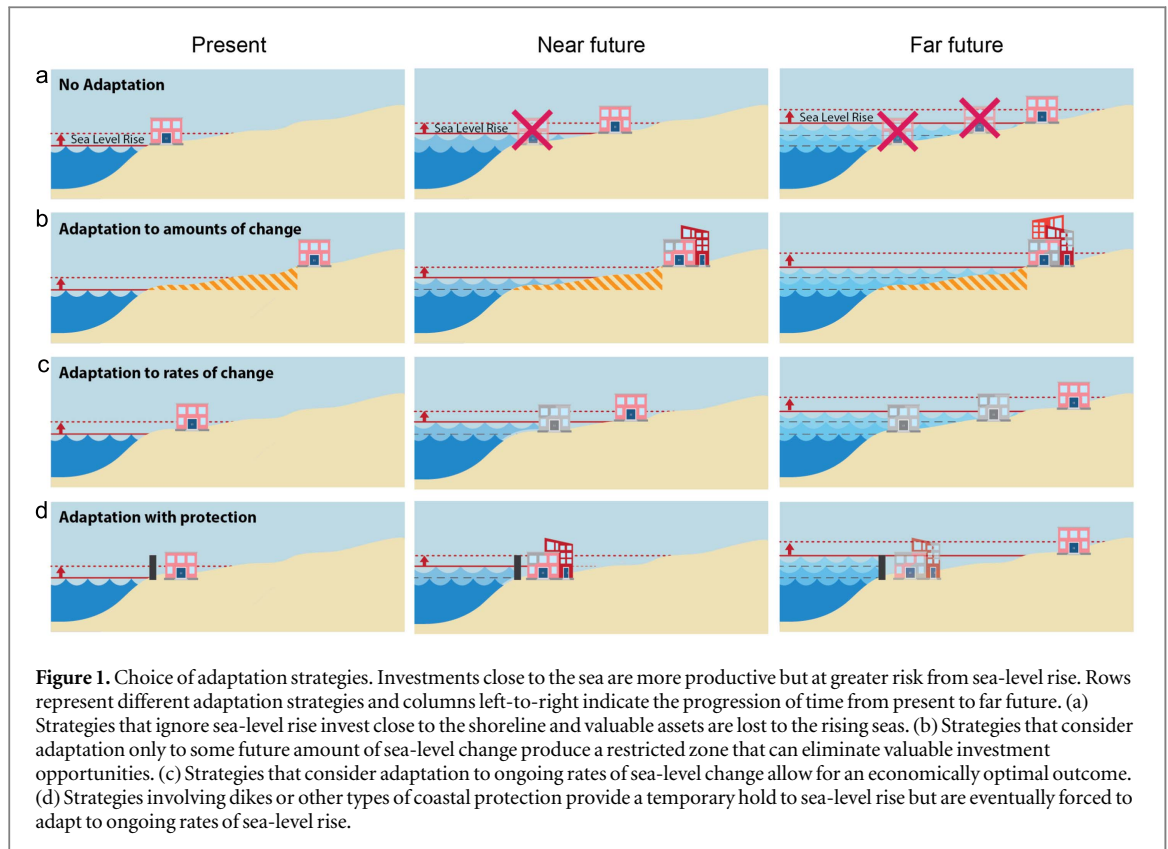 Present
Near future
Far future
a
No Adaptation
Sea Level Rise
Sea Level Rise
Sea Level Rise
b
Adaptation to amounts of change
c
Adaptation to rates of change
d
Adaptation with protection
Figure 1. Choice of adaptation strategies. Investments close to the sea are more productive but at greater risk from sea-level rise. Rows
represent different adaptation strategies and columns left-to-right indicate the progression of time from present to far future. (a)
Strategies that ignore sea-level rise invest close to the shoreline and valuable assets are lost to the rising seas. (b) Strategies that consider
adaptation only to some future amount of sea-level change produce a restricted zone that can eliminate valuable investment
opportunities. (c) Strategies that consider adaptation to ongoing rates of sea-level change allow for an economically optimal outcome.
(d) Strategies involving dikes or other types of coastal protection provide a temporary hold to sea-level rise but are eventually forced to
adapt to ongoing rates of sea-level rise.